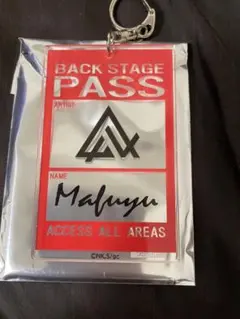 BACK STAGE
PASS
ARTIST
NAME
Mafuyu
ACCESS ALL AREAS